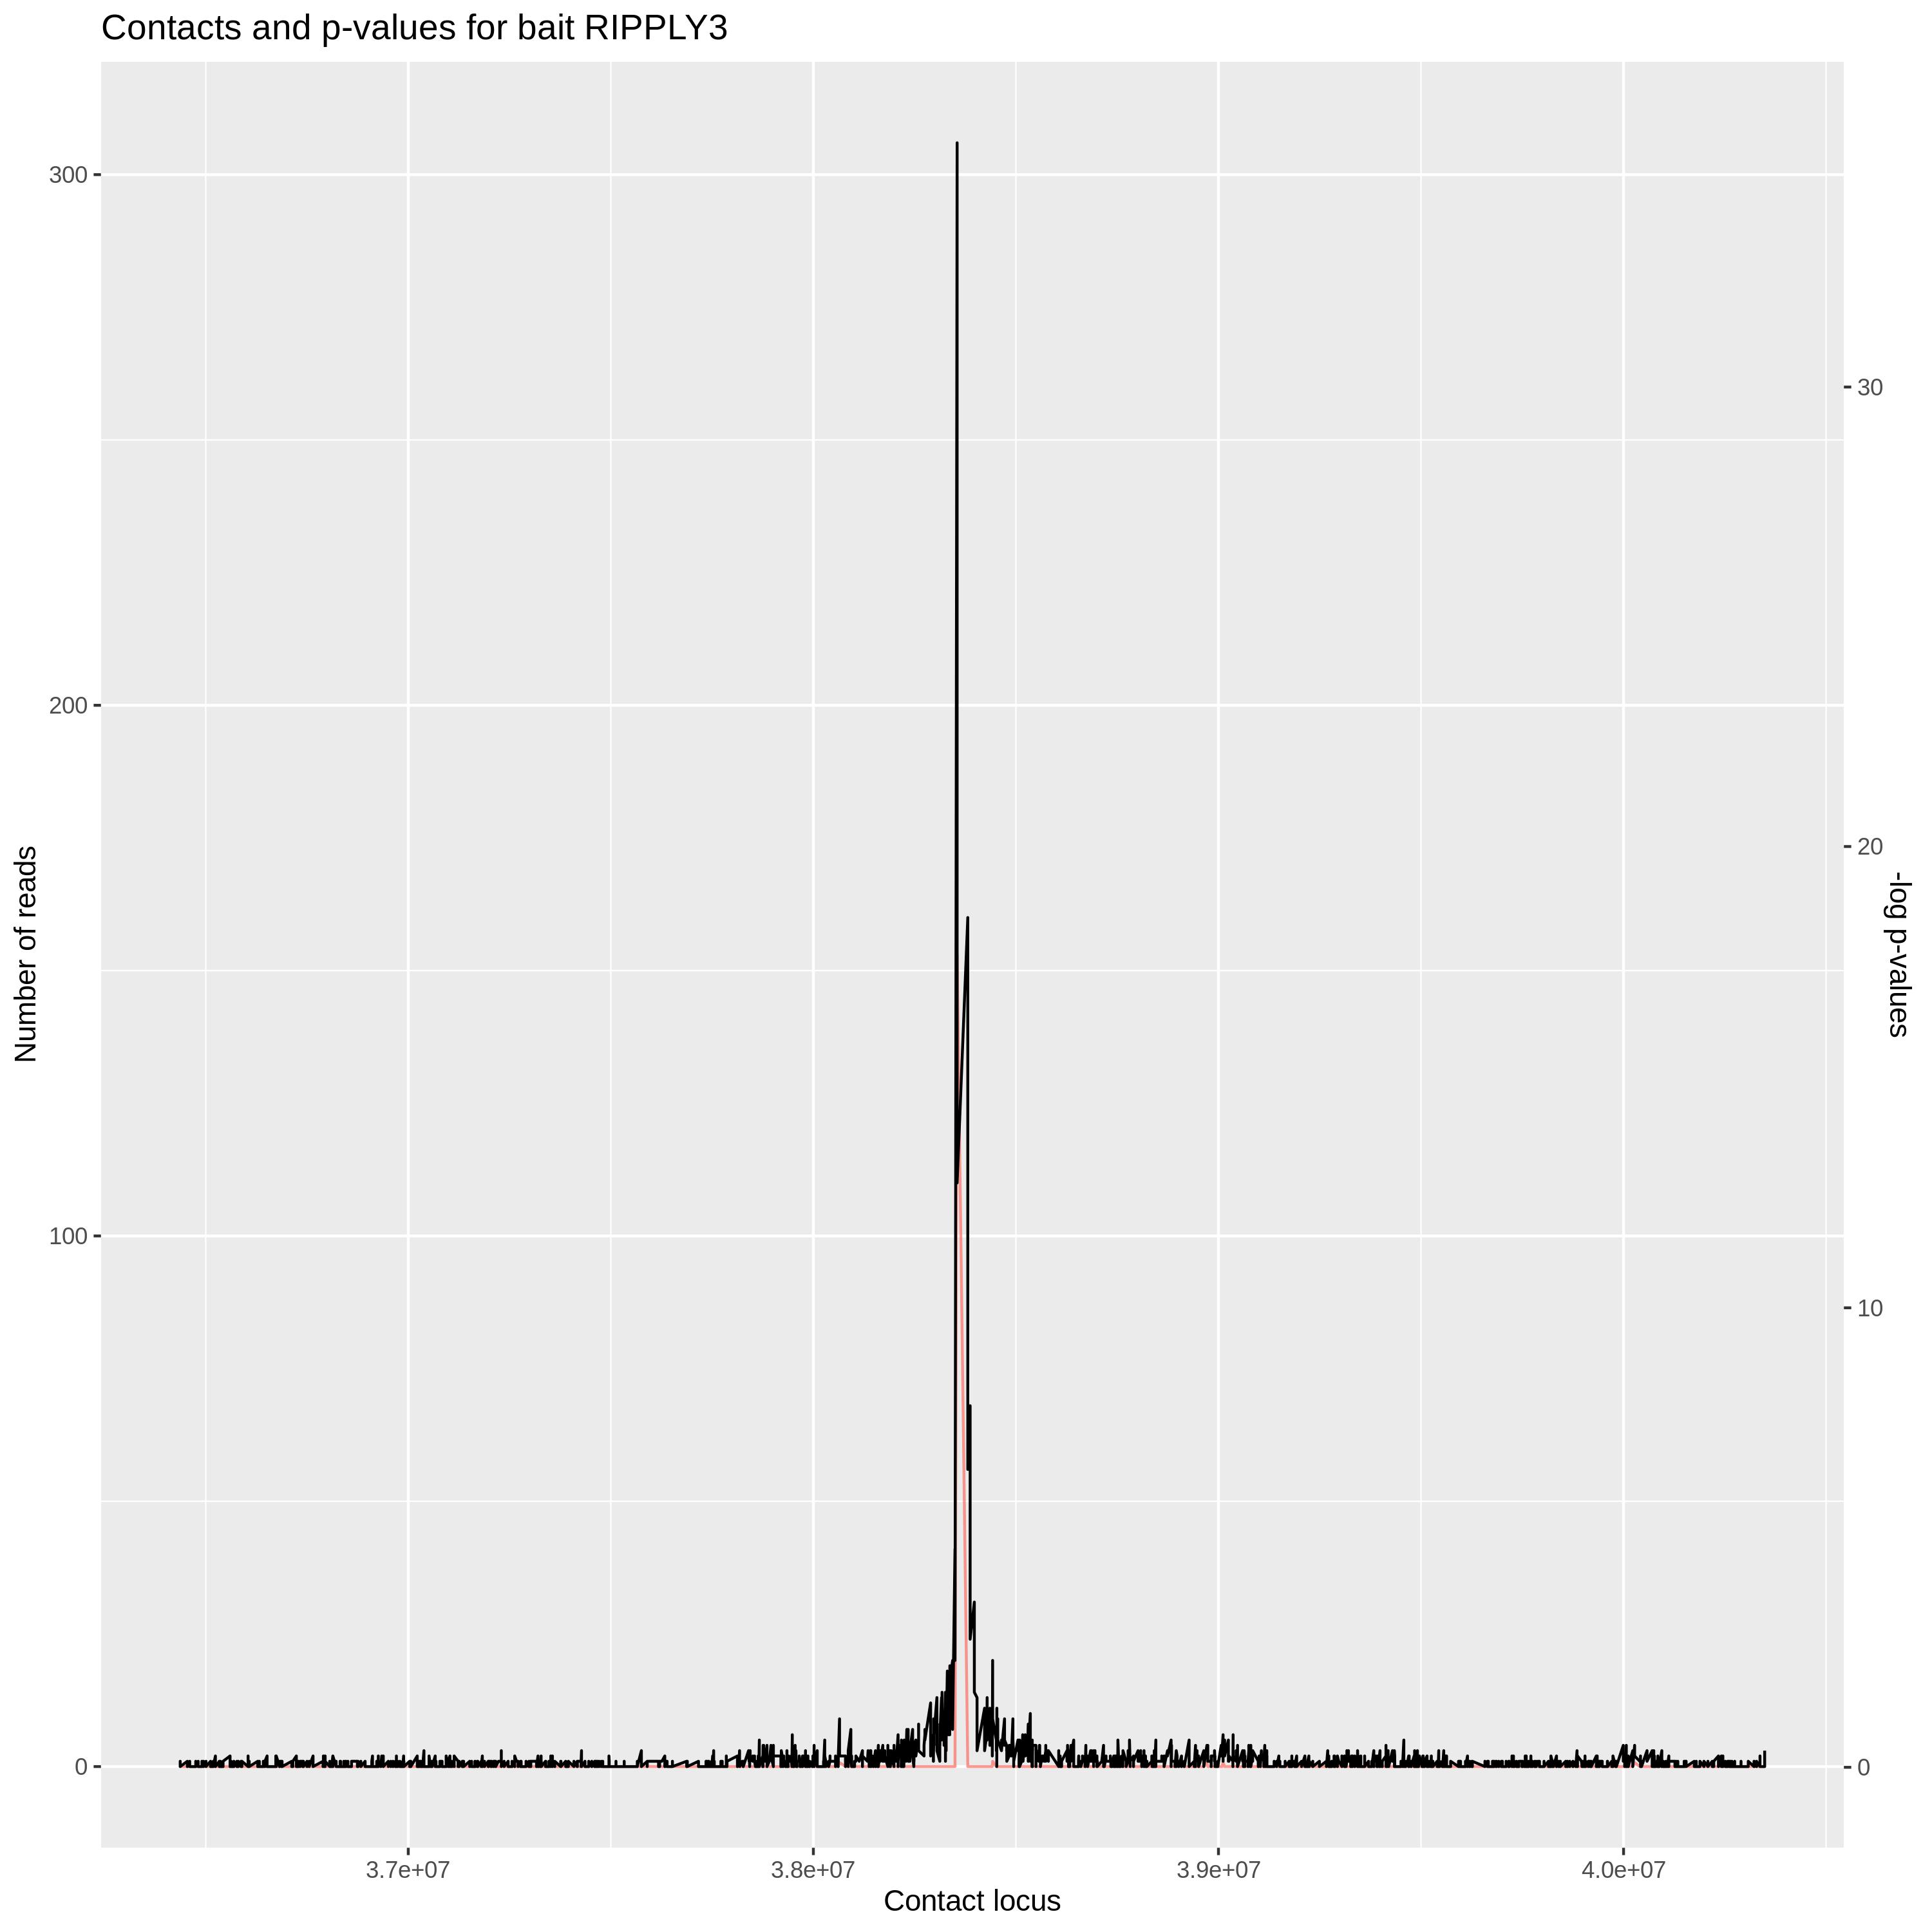 Contacts and p-values for bait RIPPLY3
300
200
100
0
Number of reads
30
20
10
0
-log p-values
3.7e+07
3.8e+07
3.9e+07
4.0e+07
Contact locus